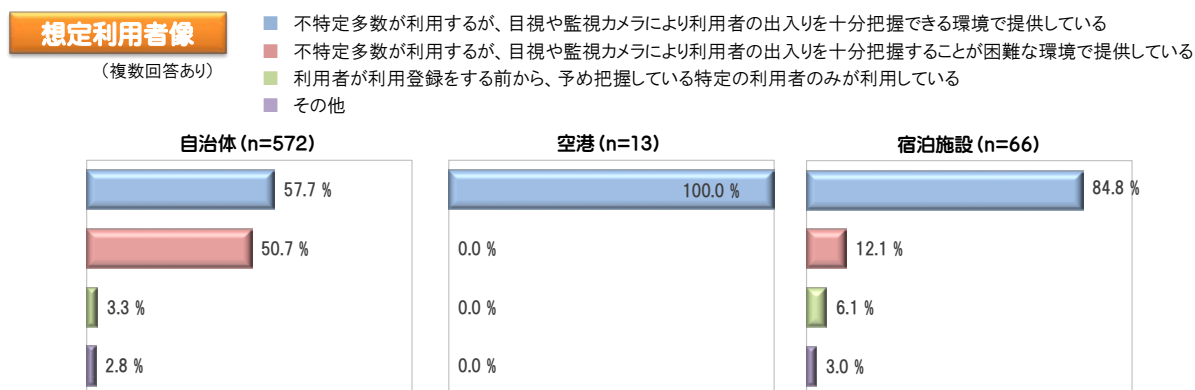 想定利用者像
（複数回答あり）
不特定多数が利用するが、目視や監視カメラにより利用者の出入りを十分把握できる環境で提供している
不特定多数が利用するが、目視や監視カメラにより利用者の出入りを十分把握することが困難な環境で提供している
利用者が利用登録をする前から、予め把握している特定の利用者のみが利用している
その他
自治体（n=572）
57.7 %
50.7 %
3.3 %
2.8 %
空港（n=13）
100.0 %
0.0 %
0.0 %
0.0 %
宿泊施設（n=66）
84.8 %
12.1 %
6.1 %
3.0 %